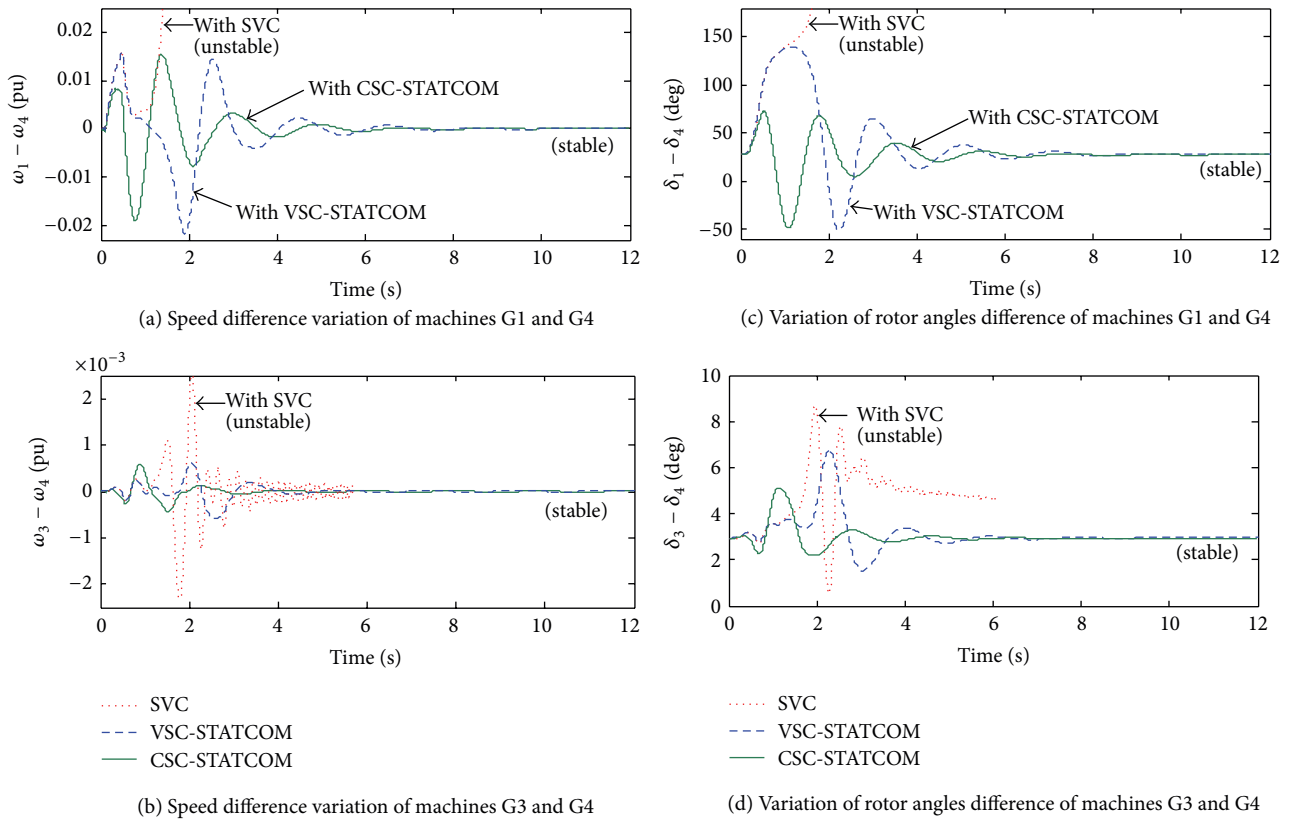 0.02
0.01
0
−0.01
−0.02
ω1 − ω4 (pu)
With SVC
(unstable)
With CSC-STATCOM
(stable)
With VSC-STATCOM
0 2 4 6 8 10 12
Time (s)
(a) Speed difference variation of machines G1 and G4
150
100
50
0
−50
δ1 − δ4 (deg)
With SVC
(unstable)
With CSC-STATCOM
(stable)
With VSC-STATCOM
0 2 4 6 8 10 12
Time (s)
(c) Variation of rotor angles difference of machines G1 and G4
×10−3
2
1
0
−1
−2
ω3 − ω4 (pu)
With SVC
(unstable)
(stable)
0 2 4 6 8 10 12
Time (s)
SVC
VSC-STATCOM
CSC-STATCOM
(b) Speed difference variation of machines G3 and G4
10
8
6
4
2
0
δ3 − δ4 (deg)
With SVC
(unstable)
(stable)
0 2 4 6 8 10 12
Time (s)
SVC
VSC-STATCOM
CSC-STATCOM
(d) Variation of rotor angles difference of machines G3 and G4